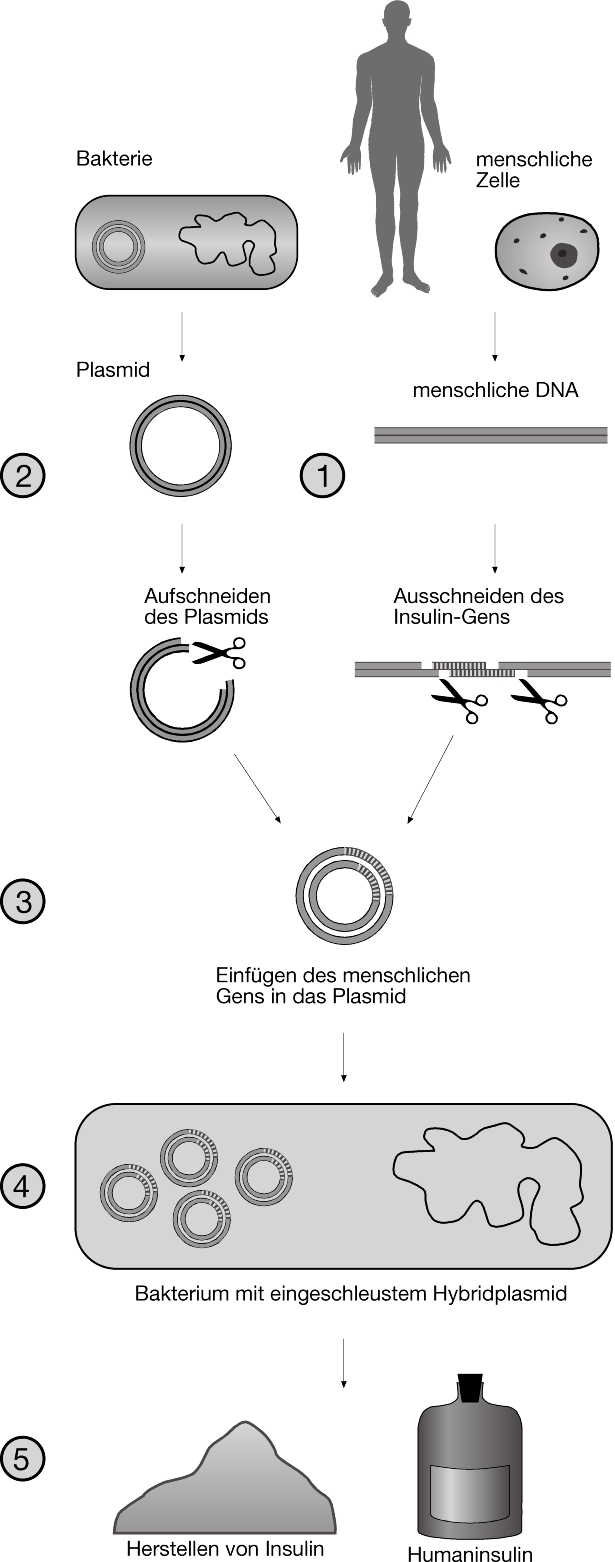 Bakterie
menschliche
Zelle
Plasmid
menschliche DNA
2
1
Aufschneiden
des Plasmids
Ausschneiden des
Insulin-Gens
3
Einfügen des menschlichen
Gens in das Plasmid
4
Bakterium mit eingeschleustem Hybridplasmid
5
Herstellen von Insulin
Humaninsulin